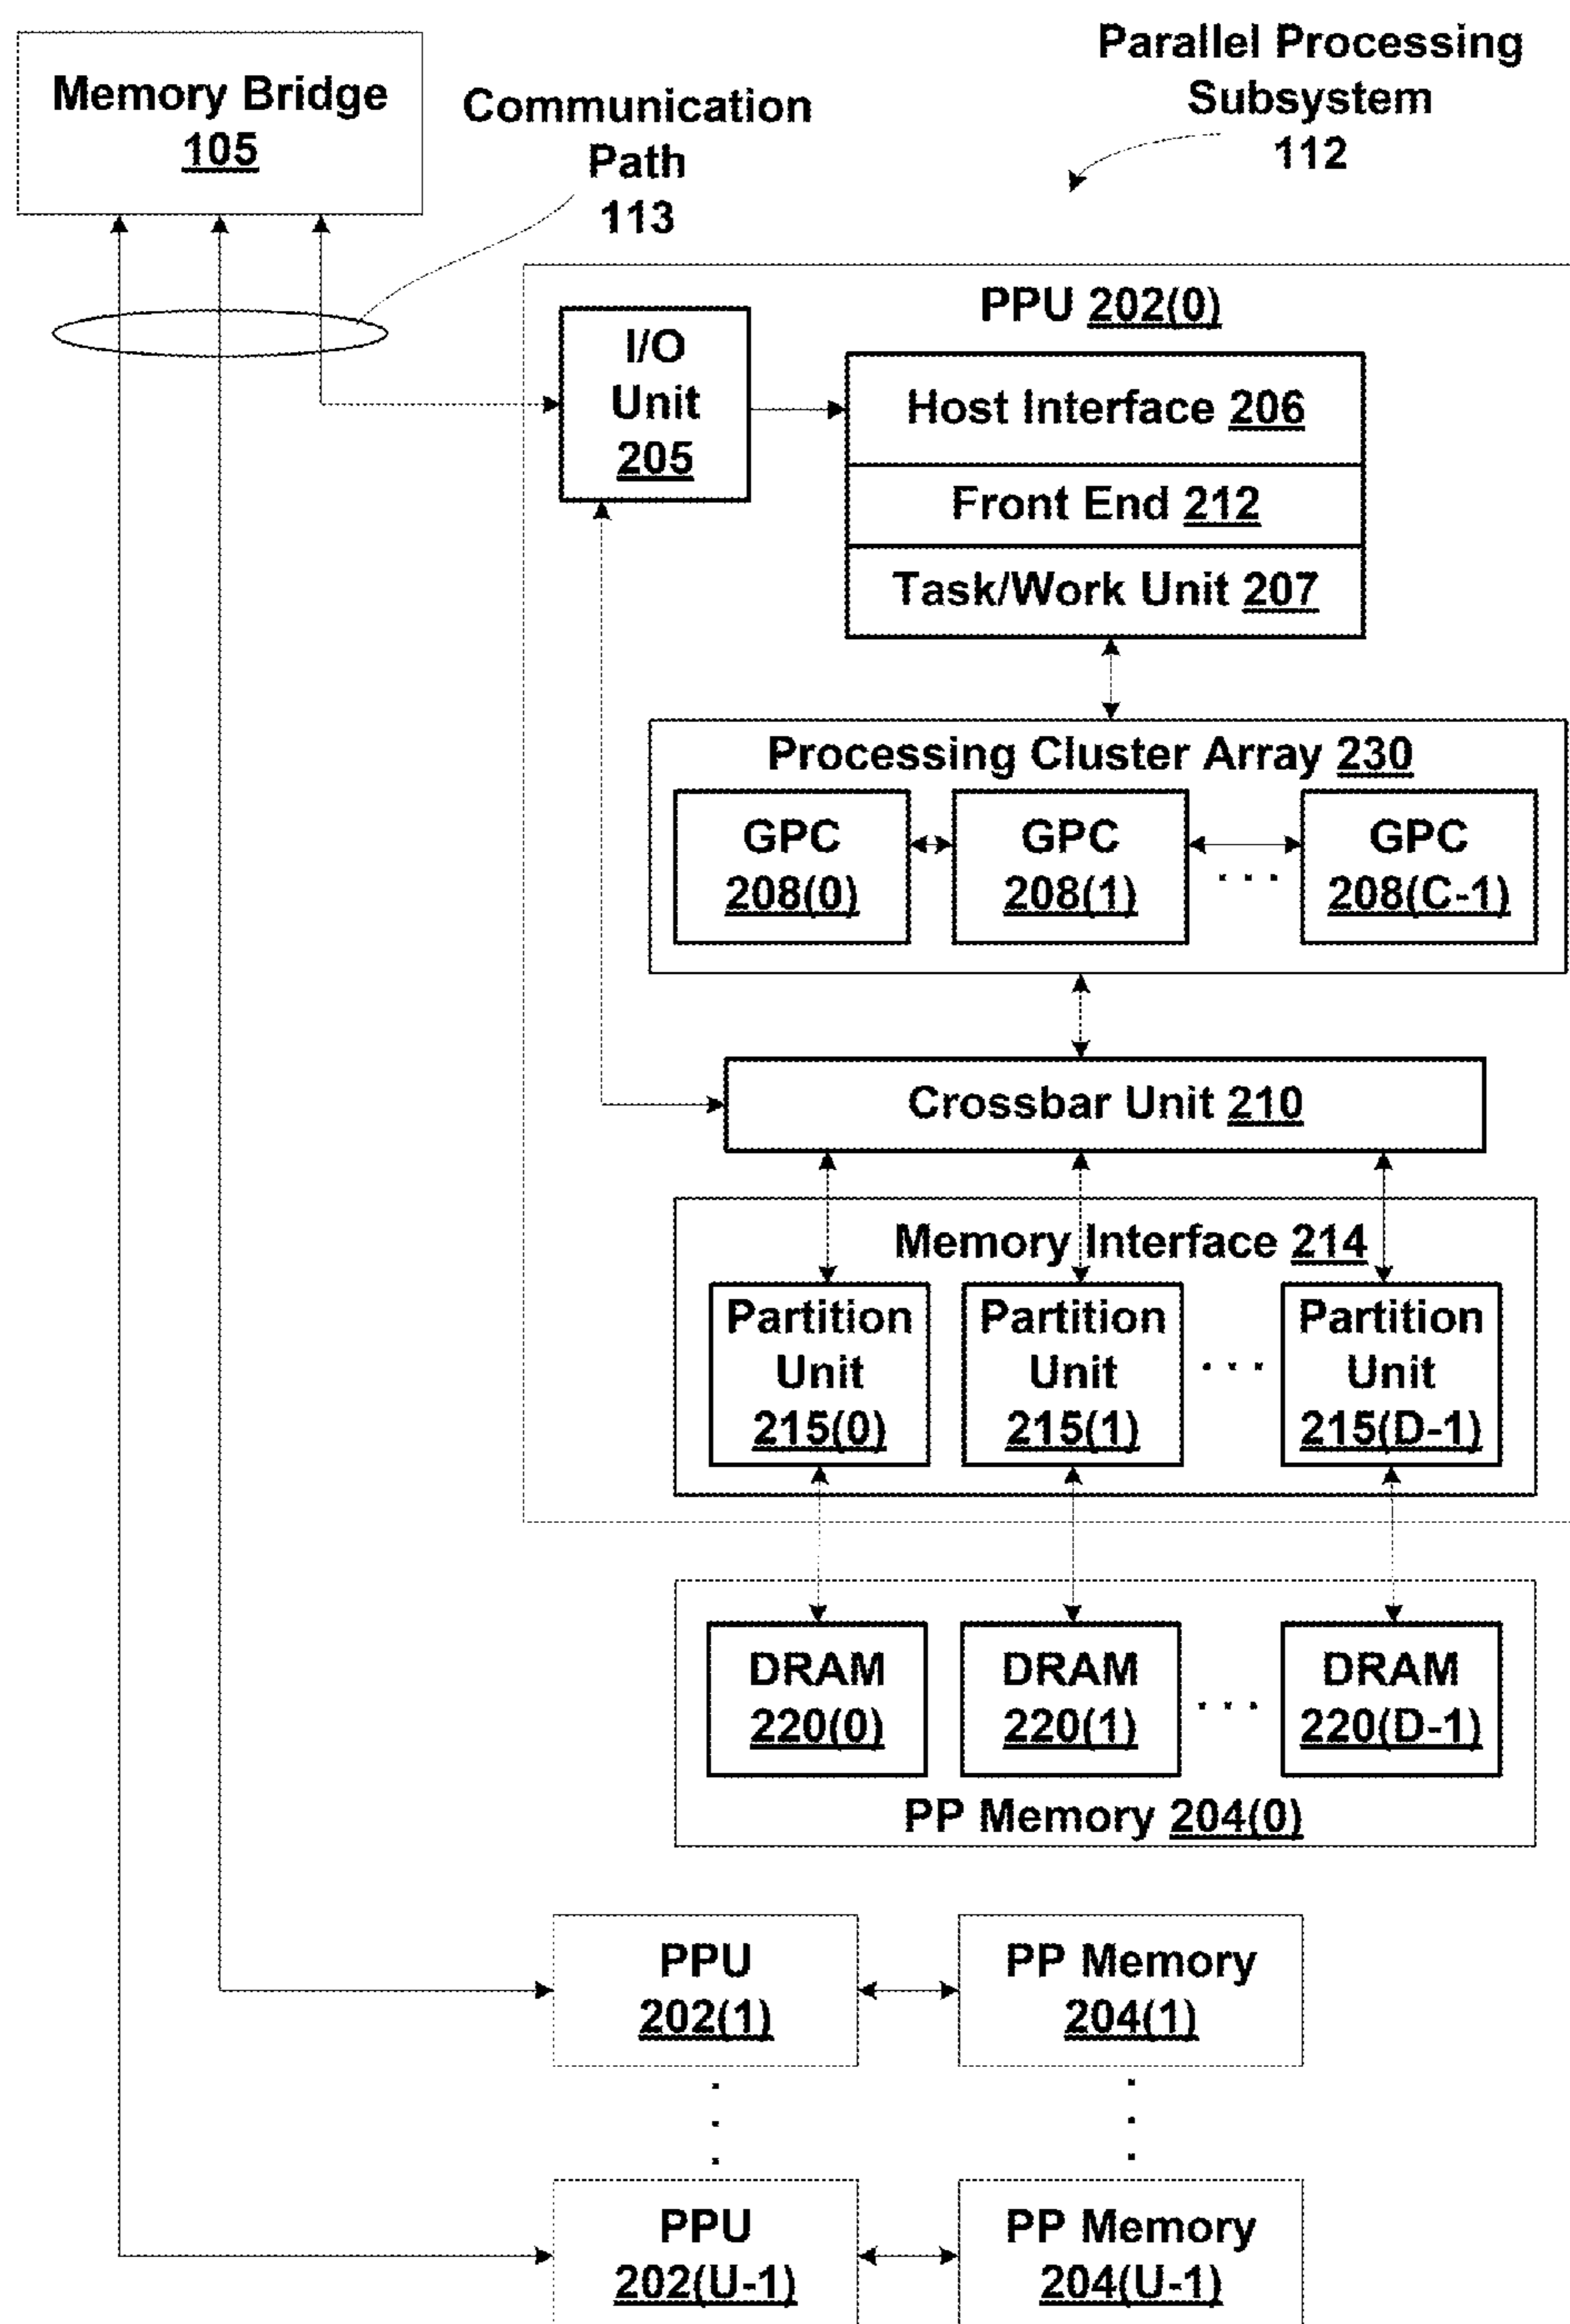 Memory Bridge
105
Communication
Path
113
Parallel Processing
Subsystem
112
PPU 202(0)
I/O
Unit
205
Host Interface 206
Front End 212
Task/Work Unit 207
Processing Cluster Array 230
GPC
208(0)
GPC
208(1)
. . .
GPC
208(C-1)
Crossbar Unit 210
Memory Interface 214
Partition
Unit
215(0)
Partition
Unit
215(1)
. . .
Partition
Unit
215(D-1)
DRAM
220(0)
DRAM
220(1)
. . .
DRAM
220(D-1)
PP Memory 204(0)
PPU
202(1)
PP Memory
204(1)
PPU
202(U-1)
PP Memory
204(U-1)